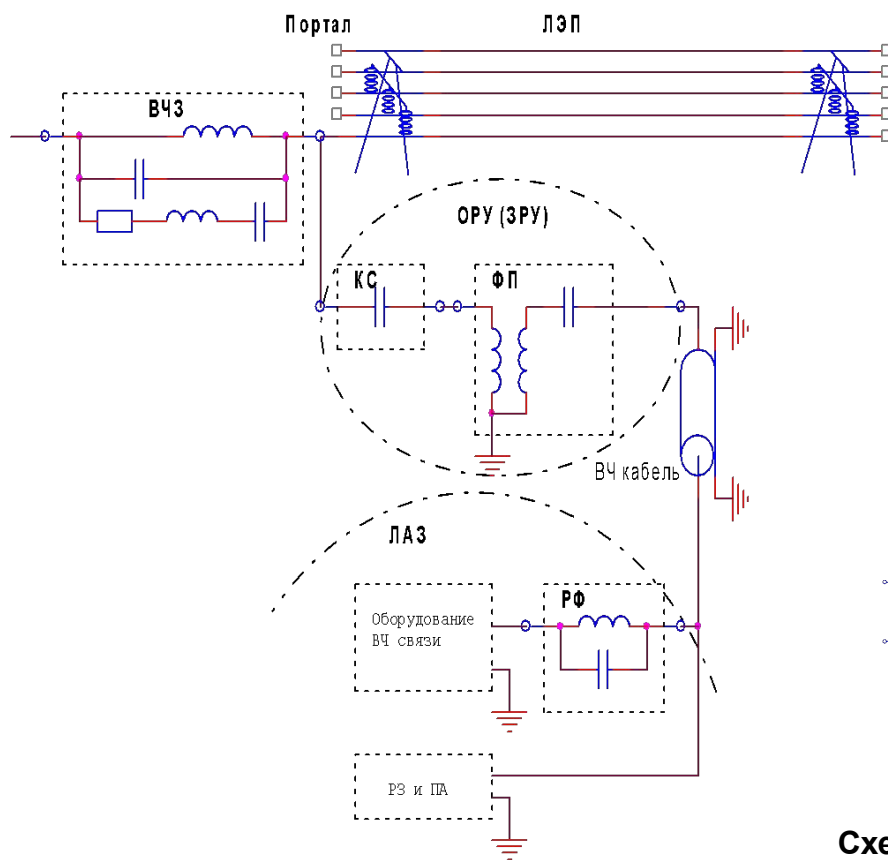 Портал
ЛЭП
ВЧЗ
ОРУ (ЗРУ)
КС
ФП
ВЧ кабель
ЛАЗ
РФ
Оборудование
ВЧ связи
РЗ и ПА
Схе